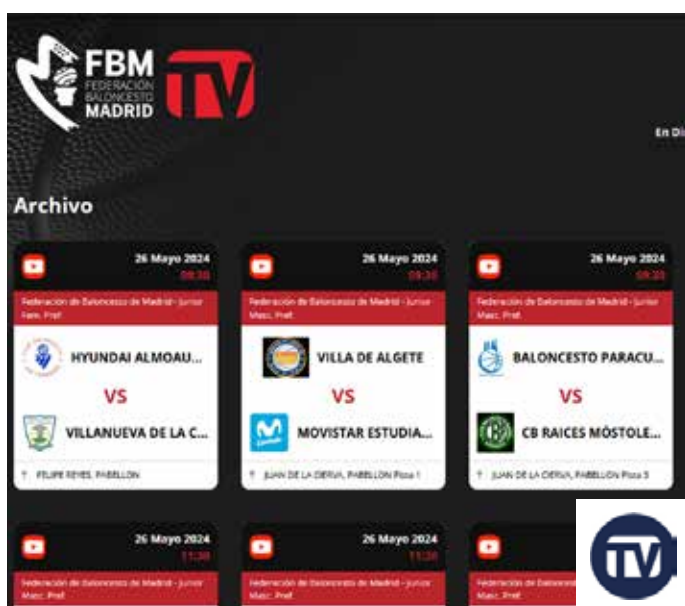 FBM
FEDERACIÓN
BALONCESTO
MADRID
TV
En Di
Archivo
26 Mayo 2024
09:30
Federación de Baloncesto de Madrid - Junior
Fem. Pref.
HYUNDAI ALMOAU...
VS
VILLANUEVA DE LA C...
FELIPE REYES, PABELLON
26 Mayo 2024
09:30
Federación de Baloncesto de Madrid - Junior
Masc. Pref.
VILLA DE ALGETE
VS
MOVISTAR ESTUDIA...
JUAN DE LA CIERVA, PABELLON Pista 1
26 Mayo 2024
09:30
Federación de Baloncesto de Madrid - Junior
Masc. Pref.
BALONCESTO PARACU...
VS
CB RAICES MÓSTOLE...
JUAN DE LA CIERVA, PABELLON Pista 3
26 Mayo 2024
11:30
Federación de Baloncesto de Madrid - Junior
Masc. Pref.
26 Mayo 2024
11:30
Federación de Baloncesto de Madrid - Junior
Masc. Pref.
Federación de Baloncest
Masc. Pref.
TV